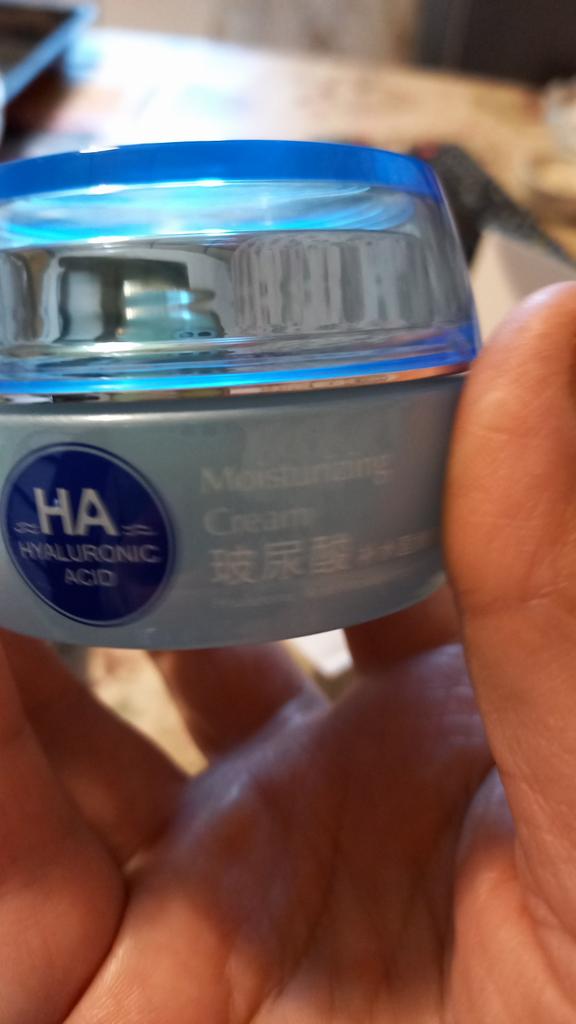 HA
HYALURONIC
ACID
Moisturizing
Cream
玻尿酸